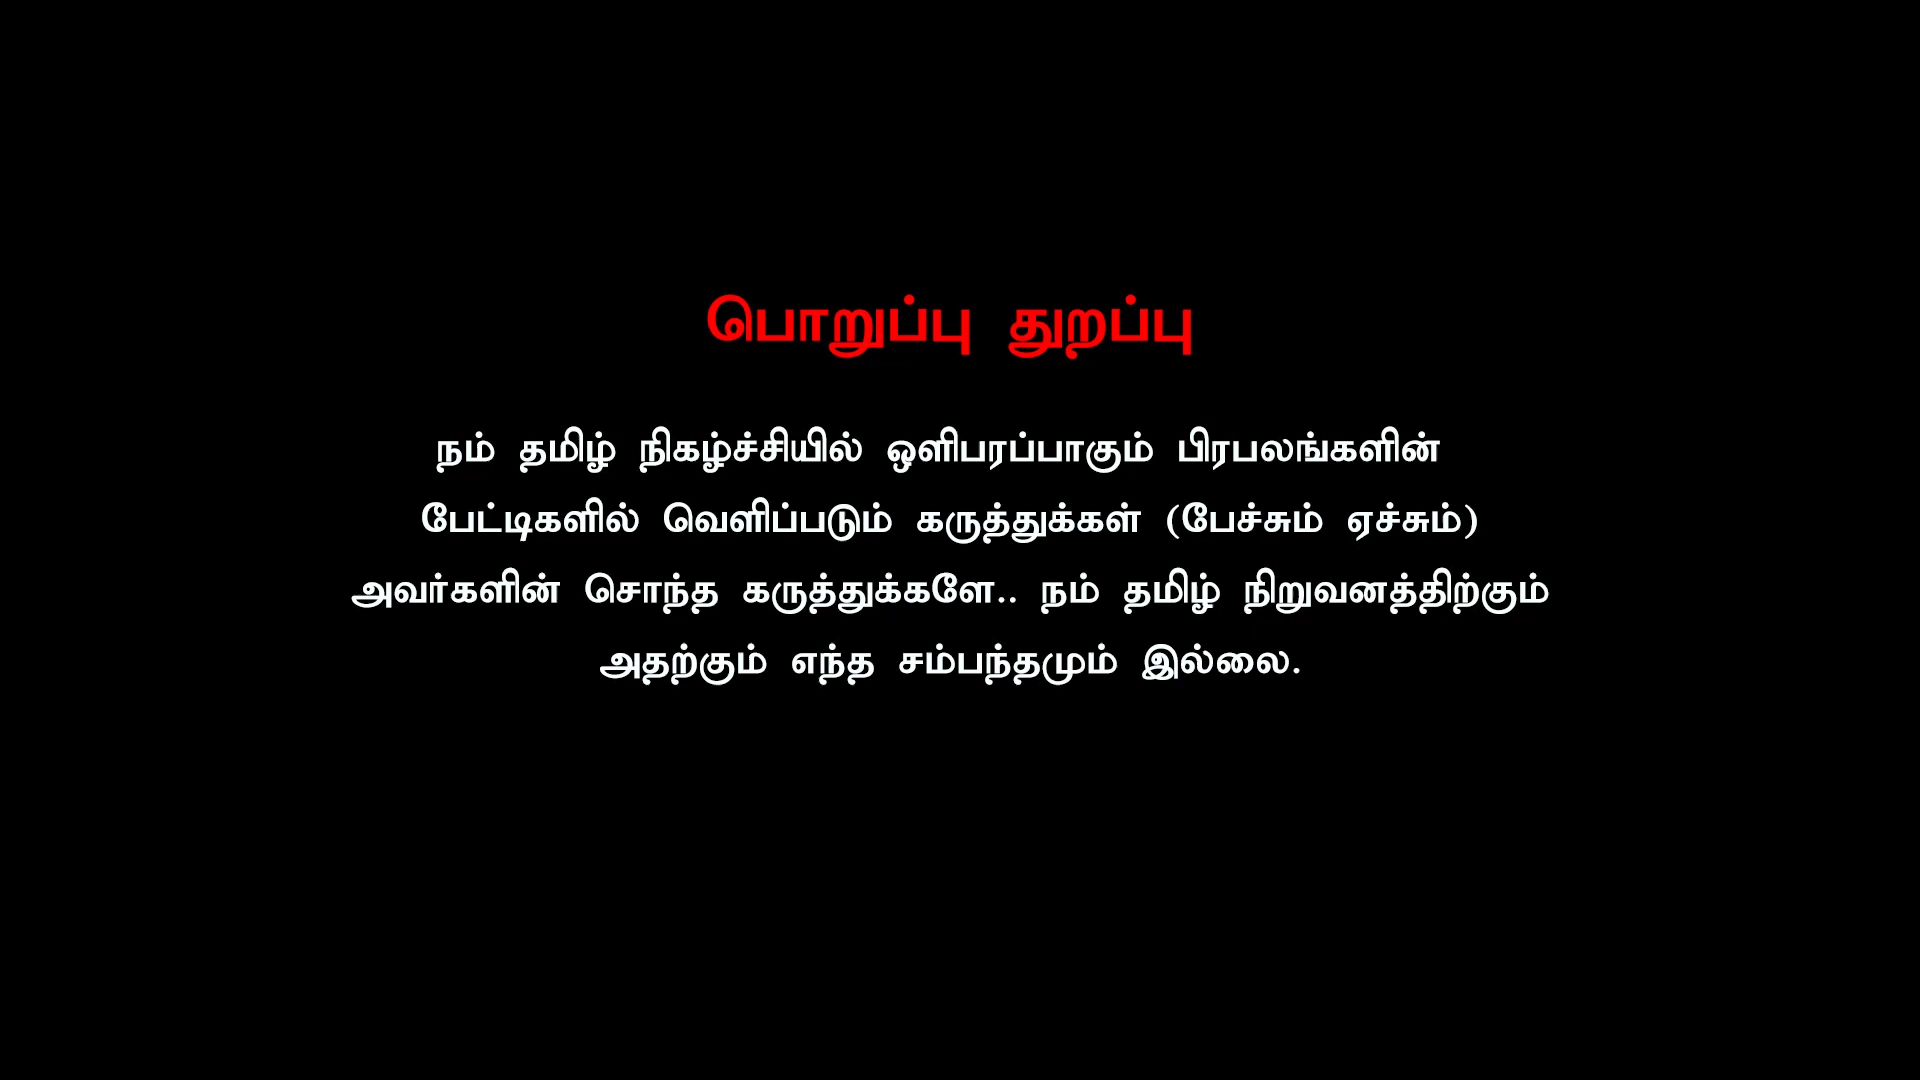 பொறுப்பு துறப்பு
நம் தமிழ் நிகழ்ச்சியில் ஒளிபரப்பாகும் பிரபலங்களின்
பேட்டிகளில் வெளிப்படும் கருத்துக்கள் (பேச்சும் ஏச்சும்)
அவர்களின் சொந்த கருத்துக்களே.. நம் தமிழ் நிறுவனத்திற்கும்
அதற்கும் எந்த சம்பந்தமும் இல்லை.